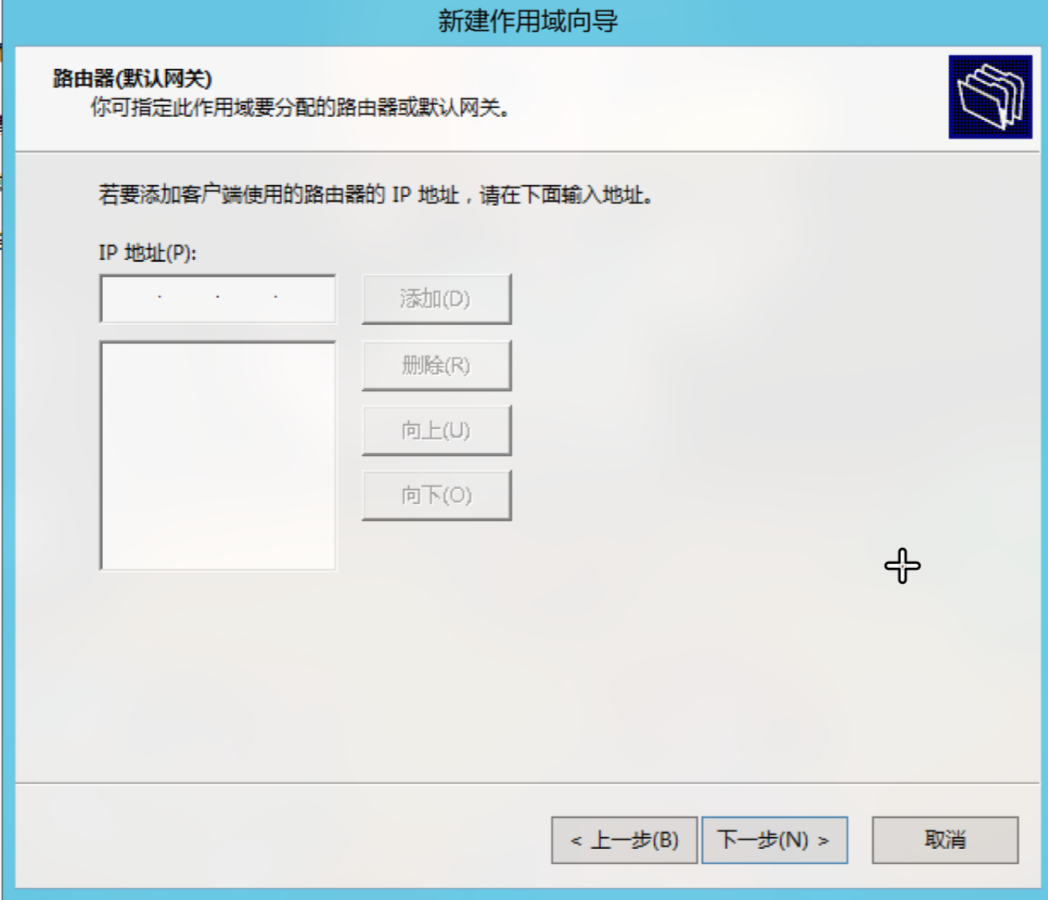 新建作用域向导
路由器(默认网关)
你可指定此作用域要分配的路由器或默认网关。
若要添加客户端使用的路由器的 IP 地址，请在下面输入地址。
IP 地址(P):
. . .
添加(D)
删除(R)
向上(U)
向下(O)
< 上一步(B)
下一步(N) >
取消